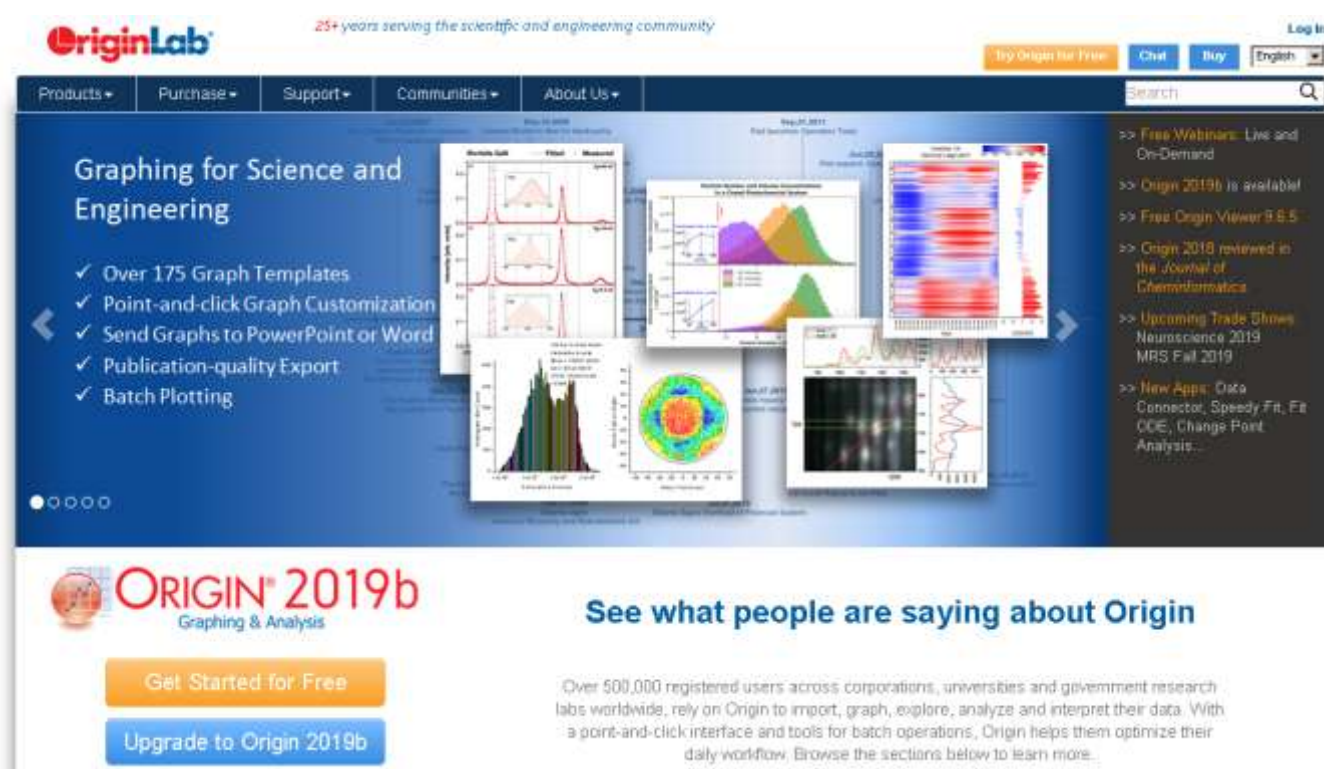 OriginLab®
25+ years serving the scientific and engineering community
Log In
Try Origin for Free
Chat
Buy
English
Products
Purchase
Support
Communities
About Us
Search
Graphing for Science and
Engineering
✓ Over 175 Graph Templates
✓ Point-and-click Graph Customization
✓ Send Graphs to PowerPoint or Word
✓ Publication-quality Export
✓ Batch Plotting
>> Free Webinars: Live and
On-Demand
>> Origin 2019b is available!
>> Free Origin Viewer 9.6.5
>> Origin 2018 reviewed in
the Journal of
Cheminformatics
>> Upcoming Trade Shows
Neuroscience 2019
MRS Fall 2019
>> New Apps: Data
Connector, Speedy Fit, Fit
ODE, Change Point
Analysis...
ORIGIN® 2019b
Graphing & Analysis
Get Started for Free
Upgrade to Origin 2019b
See what people are saying about Origin
Over 500,000 registered users across corporations, universities and government research
labs worldwide, rely on Origin to import, graph, explore, analyze and interpret their data. With
a point-and-click interface and tools for batch operations, Origin helps them optimize their
daily workflow. Browse the sections below to learn more.